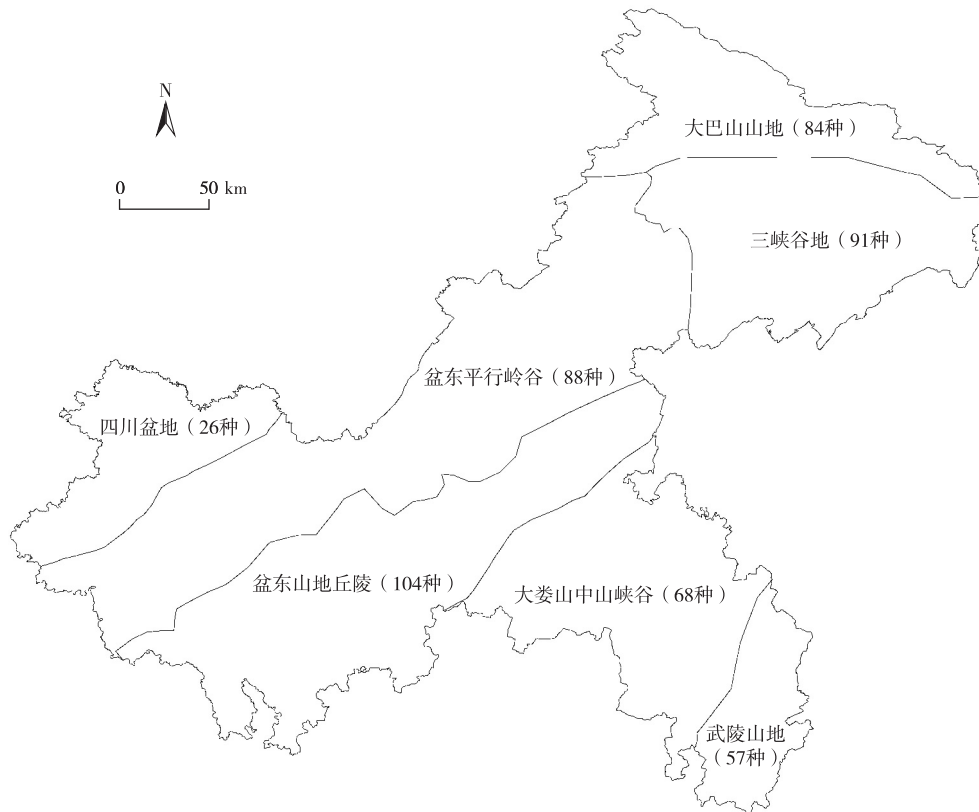 N
0 50 km
大巴山山地（84种）
三峡谷地（91种）
盆东平行岭谷（88种）
四川盆地（26种）
盆东山地丘陵（104种）
大娄山中山峡谷（68种）
武陵山地
（57种）